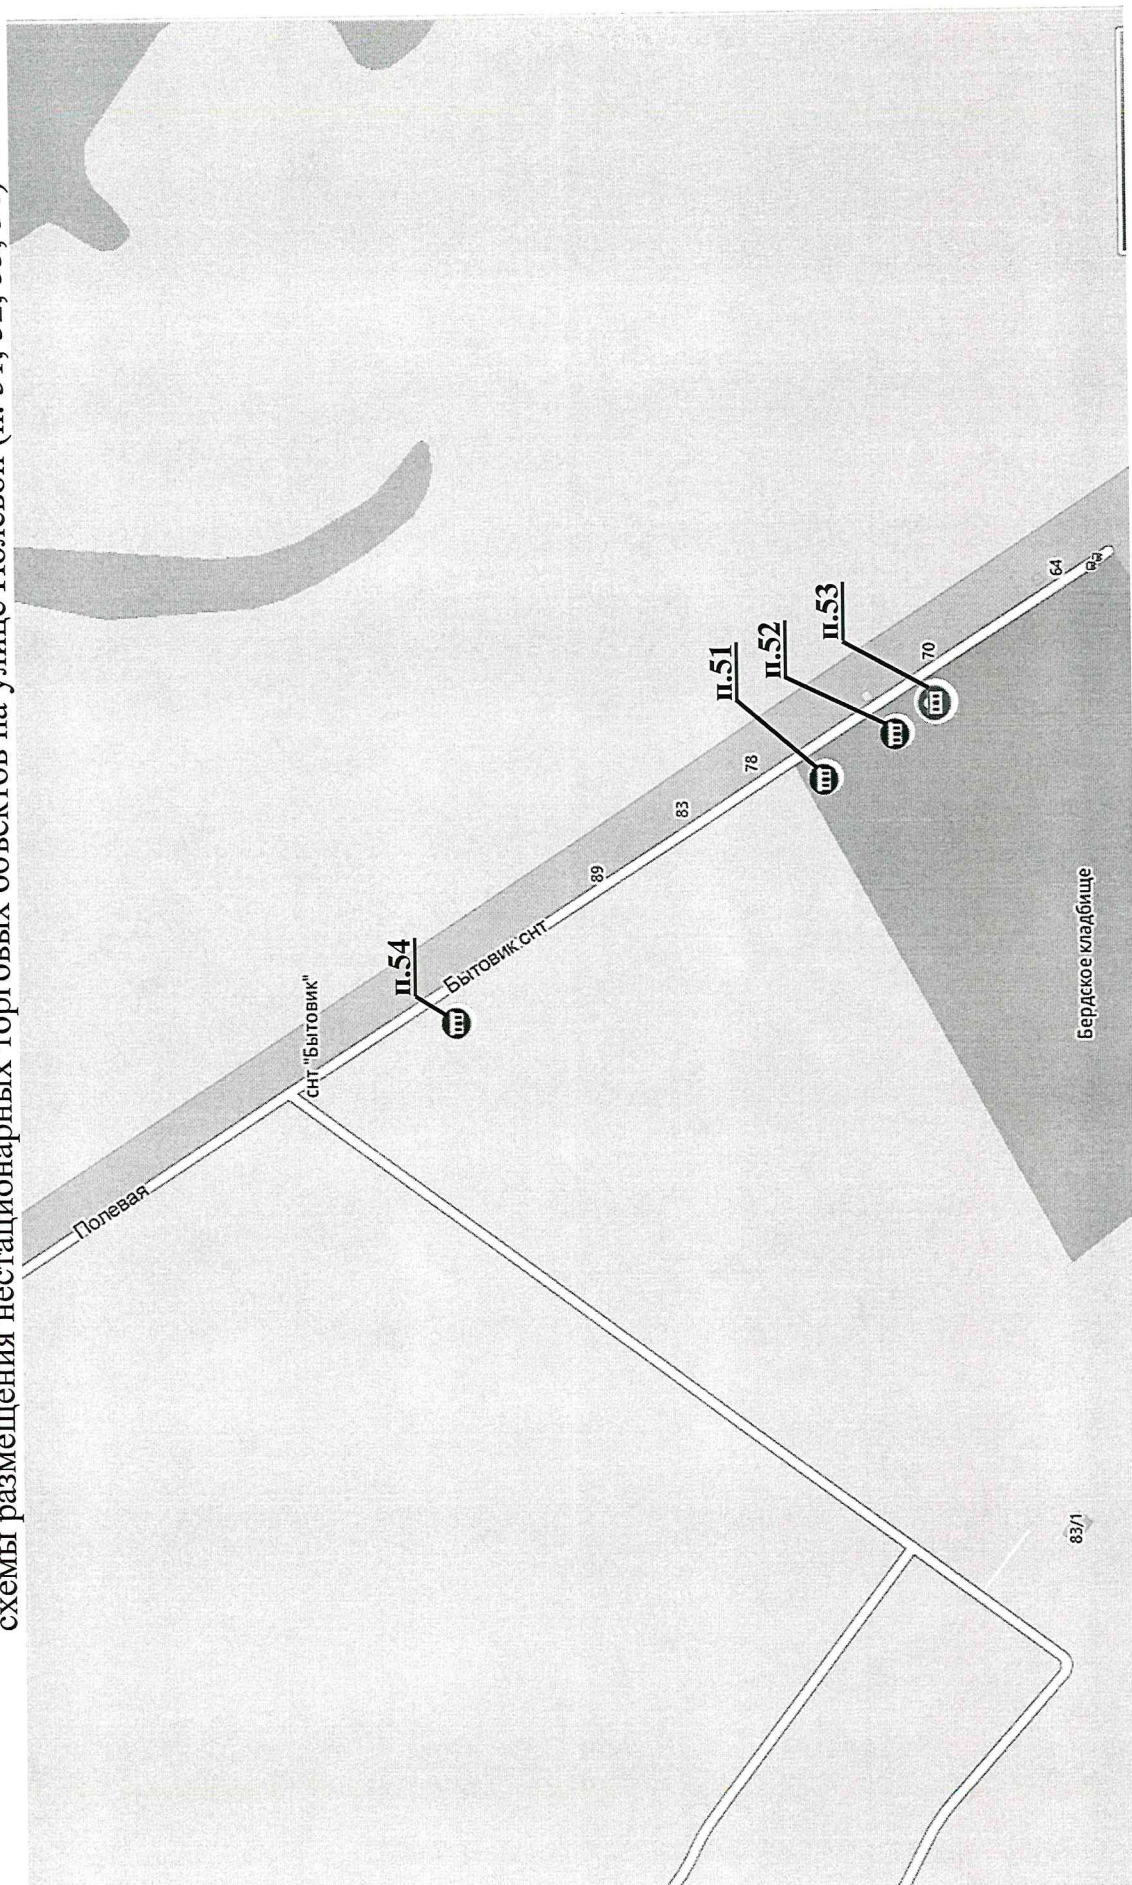 схемы размещения нестационарных торговых объектов на улице Полевой (п. 51, 52, 53, 54)
Полевая
снт "Бытовик"
п.54
Бытовик снт
89
83
78
п.51
п.52
п.53
70
64
Бердское кладбище
83/1